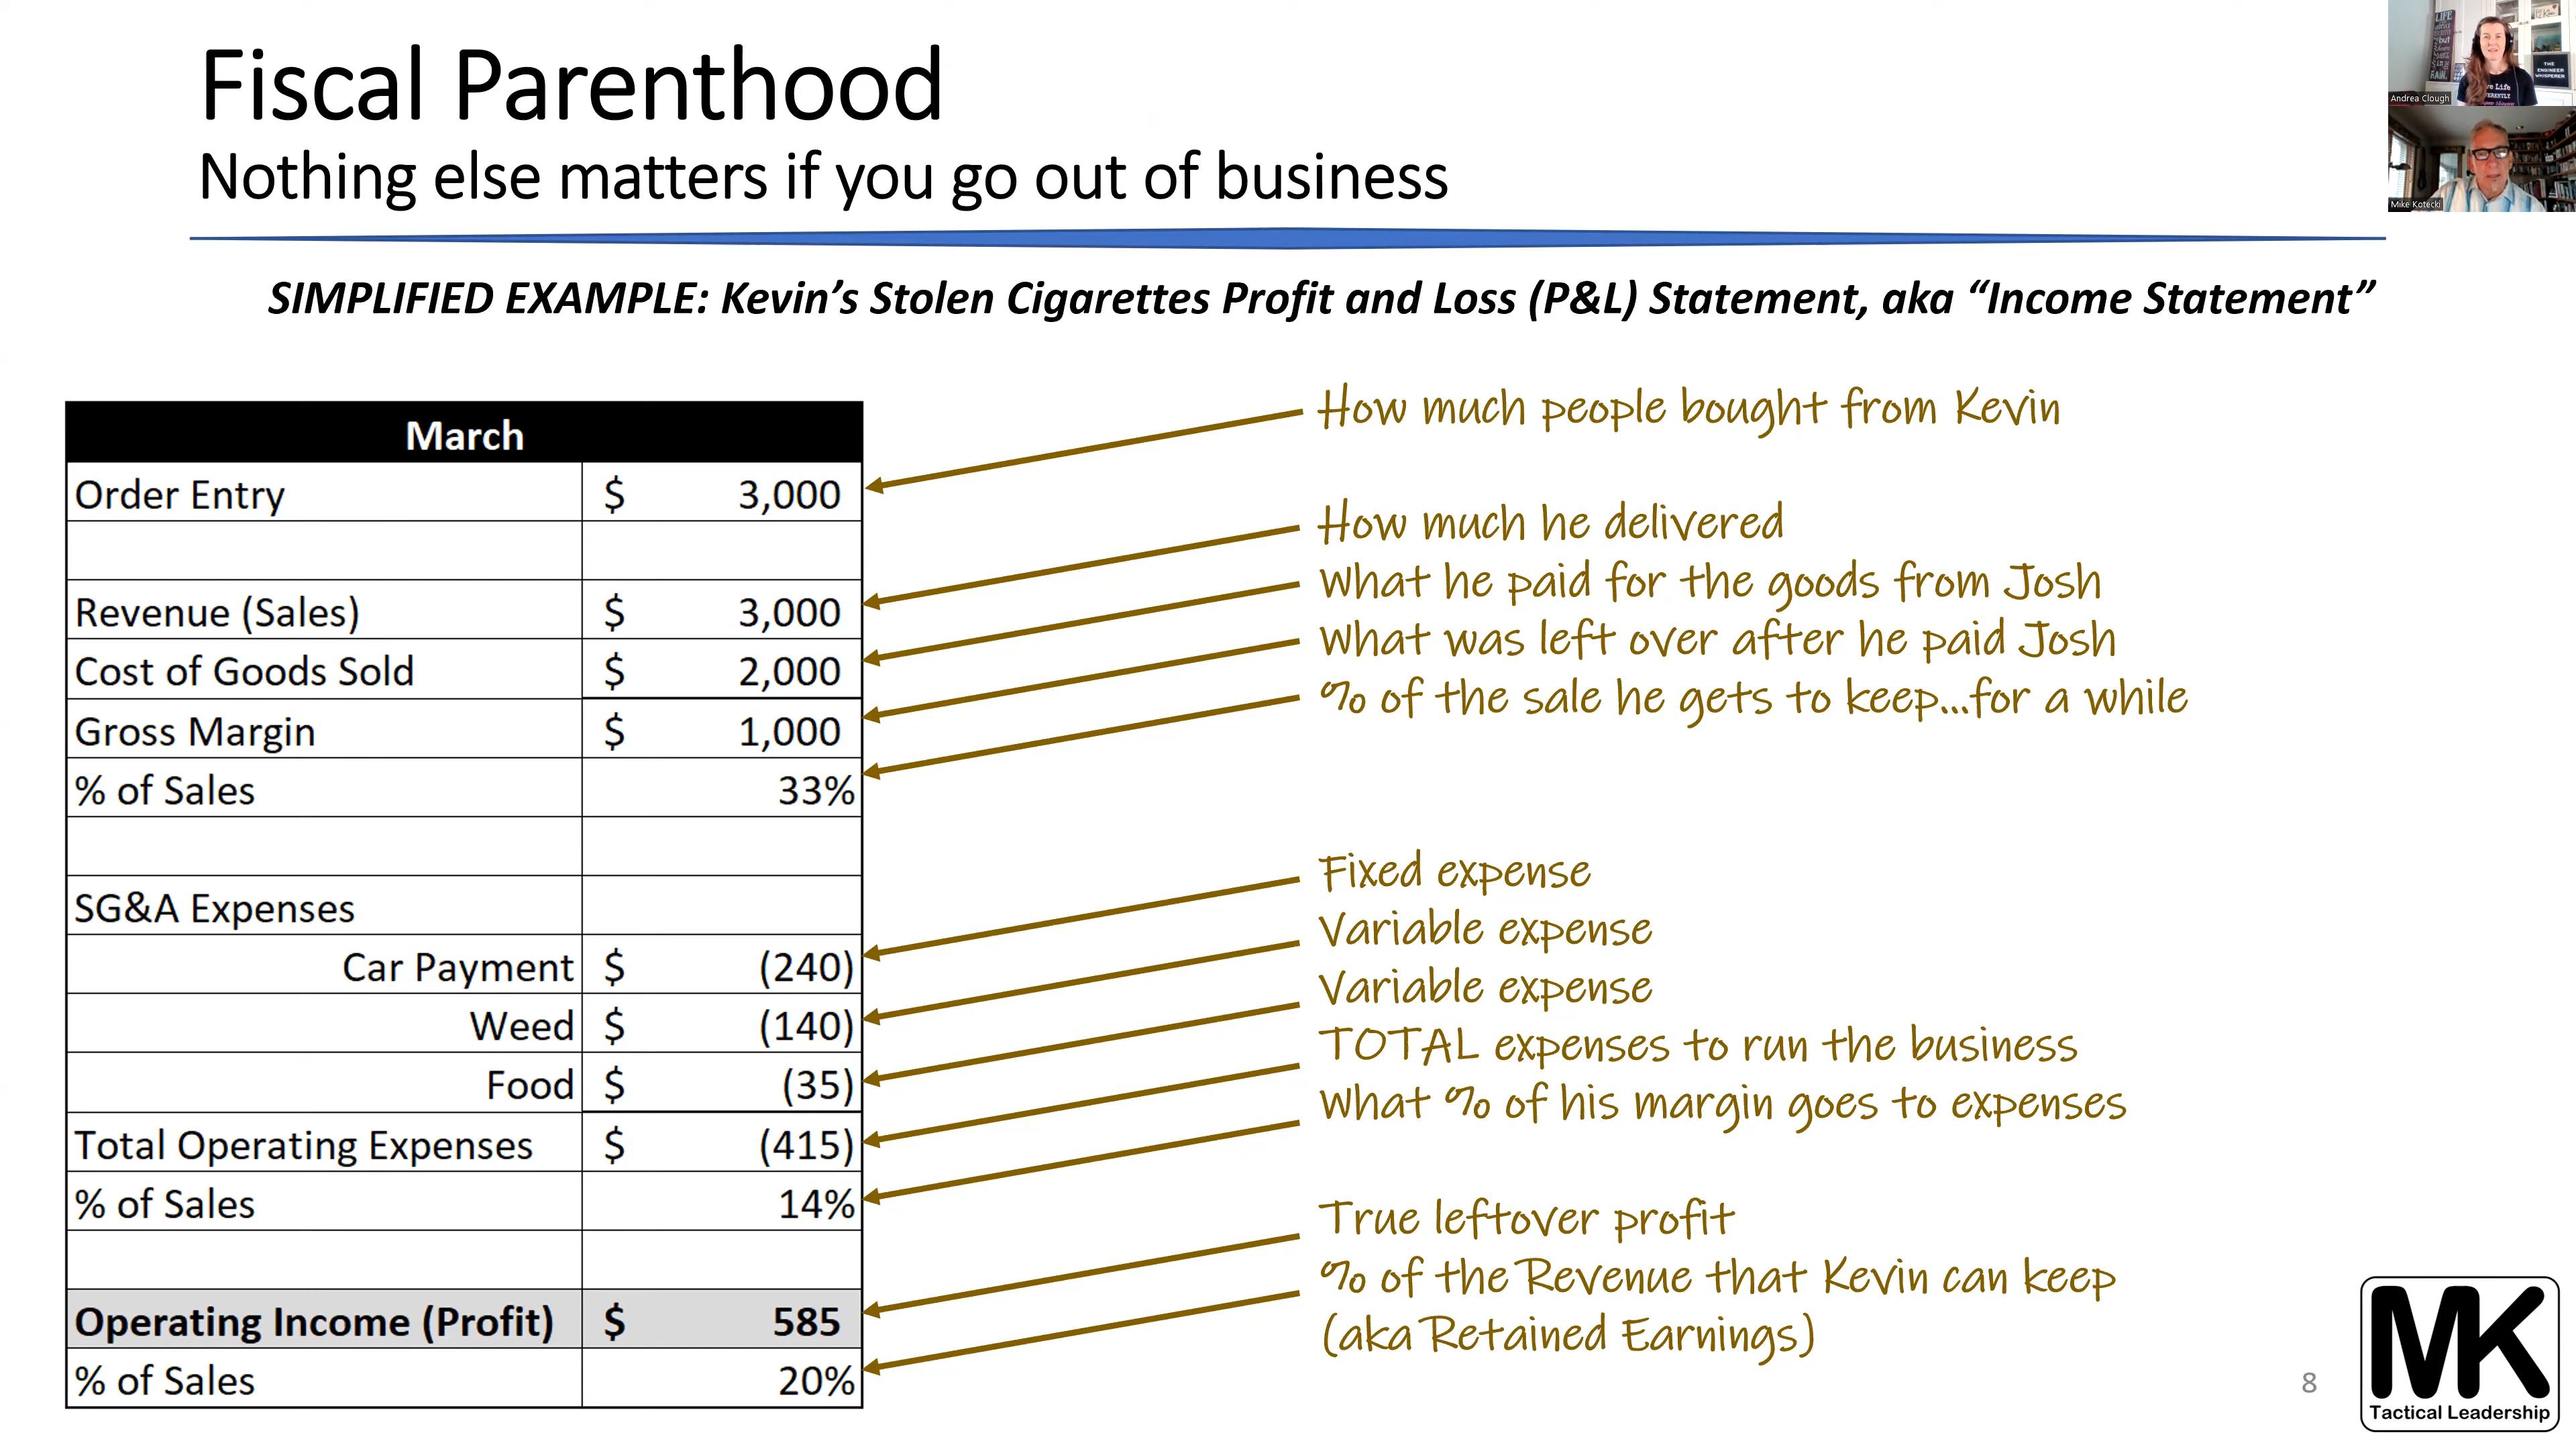 Fiscal Parenthood
Nothing else matters if you go out of business
Andrea Clough
Mike Kotecki
THE
ENGINEER
WHISPERER
SIMPLIFIED EXAMPLE: Kevin’s Stolen Cigarettes Profit and Loss (P&L) Statement, aka “Income Statement”
March
Order Entry $ 3,000
Revenue (Sales) $ 3,000
Cost of Goods Sold $ 2,000
Gross Margin $ 1,000
% of Sales 33%
SG&A Expenses
Car Payment $ (240)
Weed $ (140)
Food $ (35)
Total Operating Expenses $ (415)
% of Sales 14%
Operating Income (Profit) $ 585
% of Sales 20%
How much people bought from Kevin
How much he delivered
What he paid for the goods from Josh
What was left over after he paid Josh
% of the sale he gets to keep...for a while
Fixed expense
Variable expense
Variable expense
TOTAL expenses to run the business
What % of his margin goes to expenses
True leftover profit
% of the Revenue that Kevin can keep
(aka Retained Earnings)
8
MK
Tactical Leadership